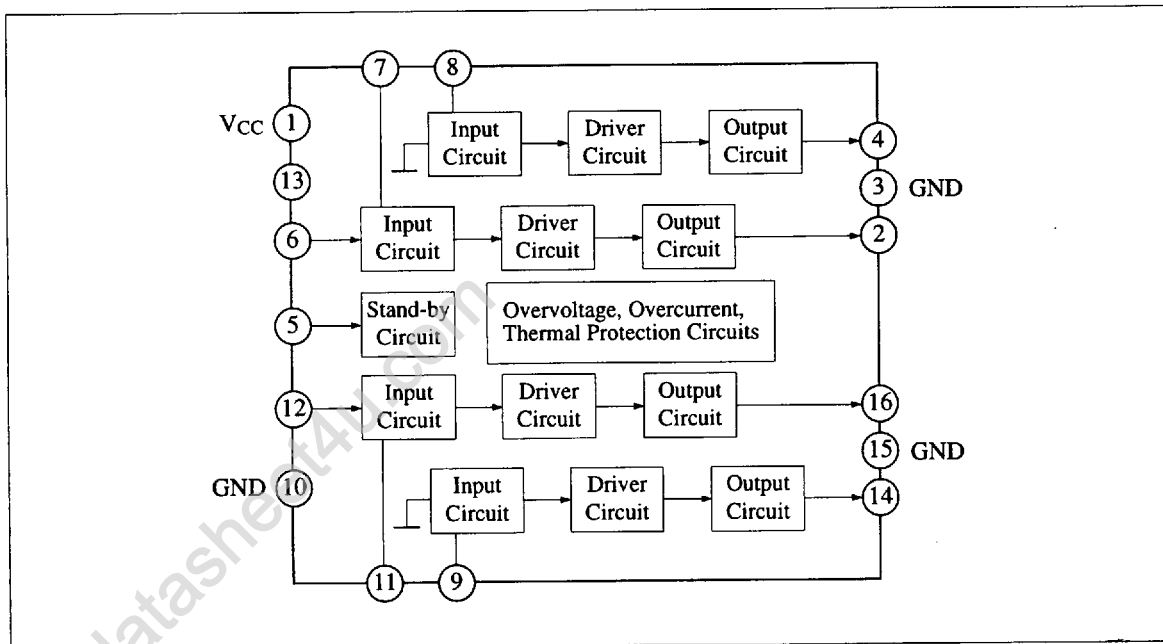 7
8
VCC 1
Input
Circuit
Driver
Circuit
Output
Circuit
4
13
3 GND
6
Input
Circuit
Driver
Circuit
Output
Circuit
2
5
Stand-by
Circuit
Overvoltage, Overcurrent,
Thermal Protection Circuits
12
Input
Circuit
Driver
Circuit
Output
Circuit
16
15 GND
GND 10
Input
Circuit
Driver
Circuit
Output
Circuit
14
11
9
datasheet4u.com